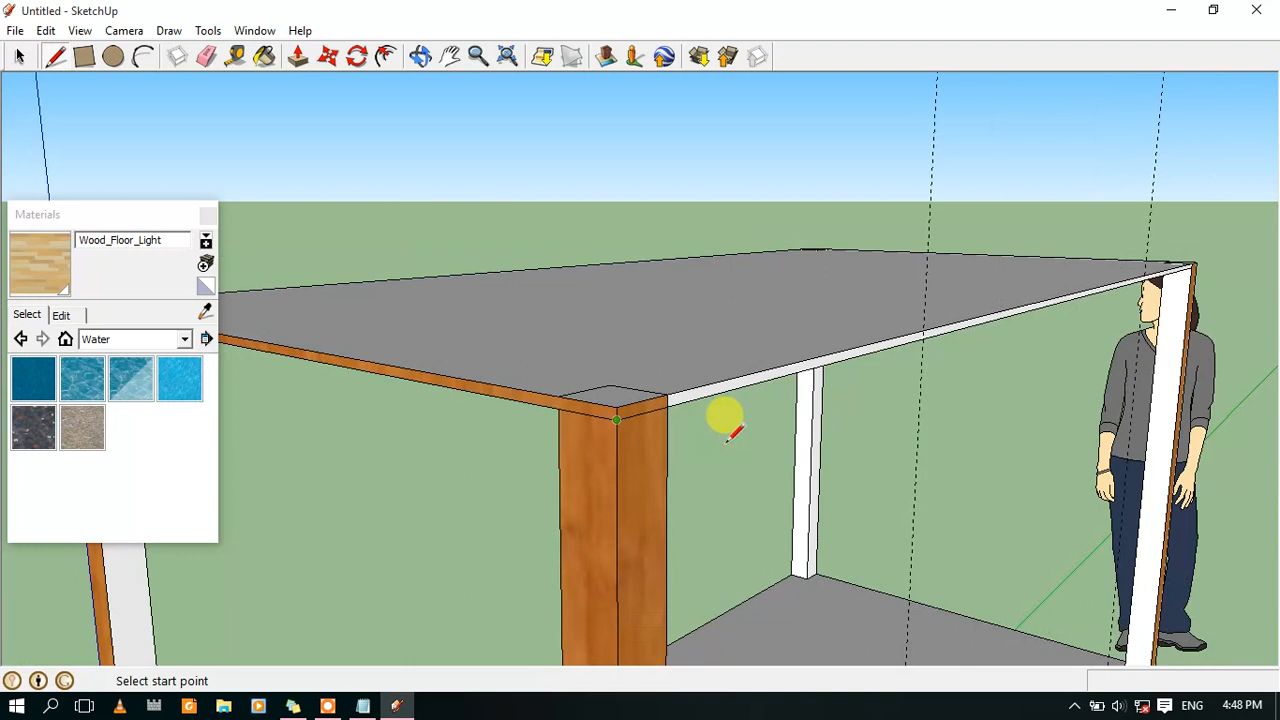 Untitled - SketchUp
File Edit View Camera Draw Tools Window Help
Materials
Wood_Floor_Light
Select Edit
Water
Select start point
ENG 4:48 PM